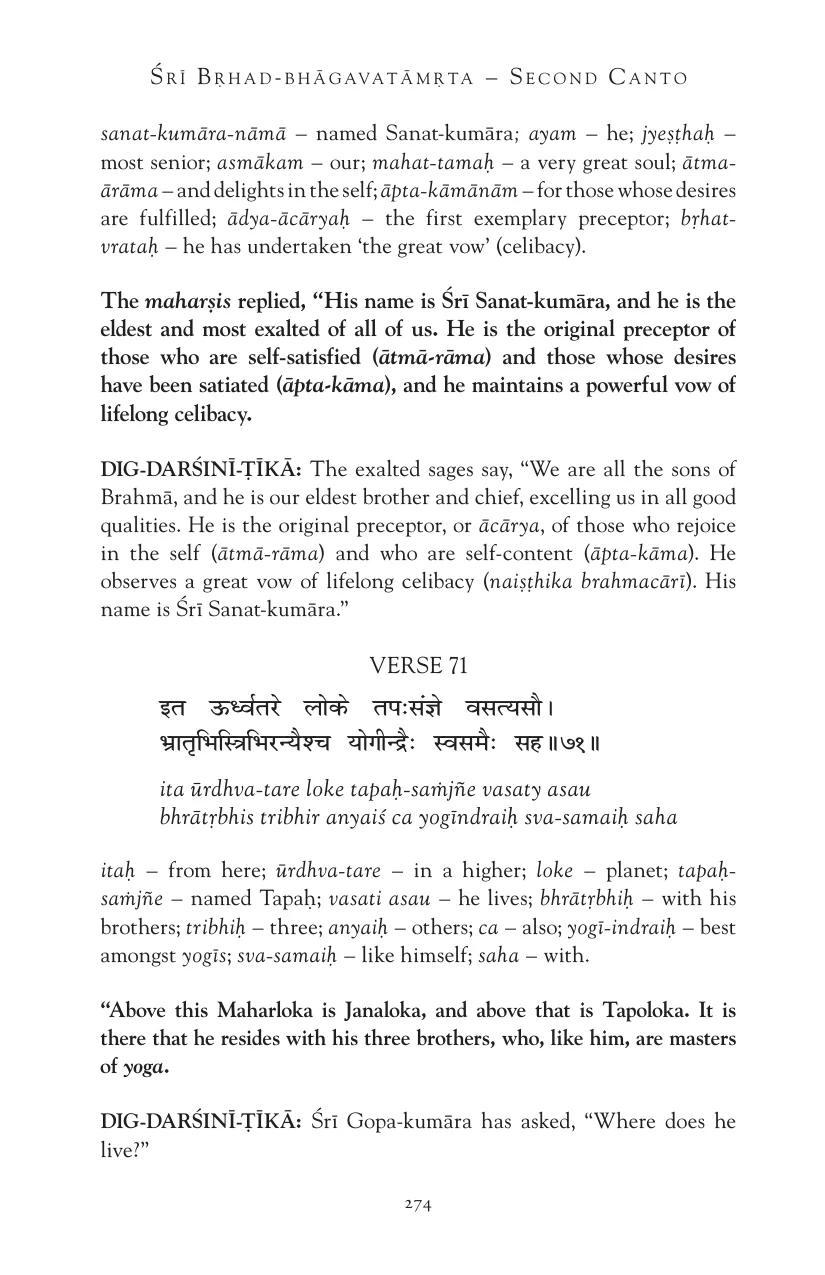 Śrī Bṛhad-bhāgavatāmṛta – Second Canto
sanat-kumāra-nāmā – named Sanat-kumāra; ayam – he; jyeṣṭhaḥ –
most senior; asmākam – our; mahat-tamaḥ – a very great soul; ātma-
ārāma – and delights in the self; āpta-kāmānām – for those whose desires
are fulfilled; ādya-ācāryaḥ – the first exemplary preceptor; bṛhat-
vrataḥ – he has undertaken ‘the great vow’ (celibacy).
The maharṣis replied, “His name is Śrī Sanat-kumāra, and he is the
eldest and most exalted of all of us. He is the original preceptor of
those who are self-satisfied (ātmā-rāma) and those whose desires
have been satiated (āpta-kāma), and he maintains a powerful vow of
lifelong celibacy.
DIG-DARŚINĪ-ṬĪKĀ: The exalted sages say, “We are all the sons of
Brahmā, and he is our eldest brother and chief, excelling us in all good
qualities. He is the original preceptor, or ācārya, of those who rejoice
in the self (ātmā-rāma) and who are self-content (āpta-kāma). He
observes a great vow of lifelong celibacy (naiṣṭhika brahmacārī). His
name is Śrī Sanat-kumāra.”
VERSE 71
इत ऊर्ध्वतरे लोके तपःसंज्ञे वसत्यसौ।
भ्रातृभिस्त्रिभिरन्यैश्च योगीन्द्रैः स्वसमैः सह॥७१॥
ita ūrdhva-tare loke tapaḥ-saṁjñe vasaty asau
bhrātṛbhis tribhir anyaiś ca yogīndraiḥ sva-samaiḥ saha
itaḥ – from here; ūrdhva-tare – in a higher; loke – planet; tapaḥ-
saṁjñe – named Tapaḥ; vasati asau – he lives; bhrātṛbhiḥ – with his
brothers; tribhiḥ – three; anyaiḥ – others; ca – also; yogī-indraiḥ – best
amongst yogīs; sva-samaiḥ – like himself; saha – with.
“Above this Maharloka is Janaloka, and above that is Tapoloka. It is
there that he resides with his three brothers, who, like him, are masters
of yoga.
DIG-DARŚINĪ-ṬĪKĀ: Śrī Gopa-kumāra has asked, “Where does he
live?”
274